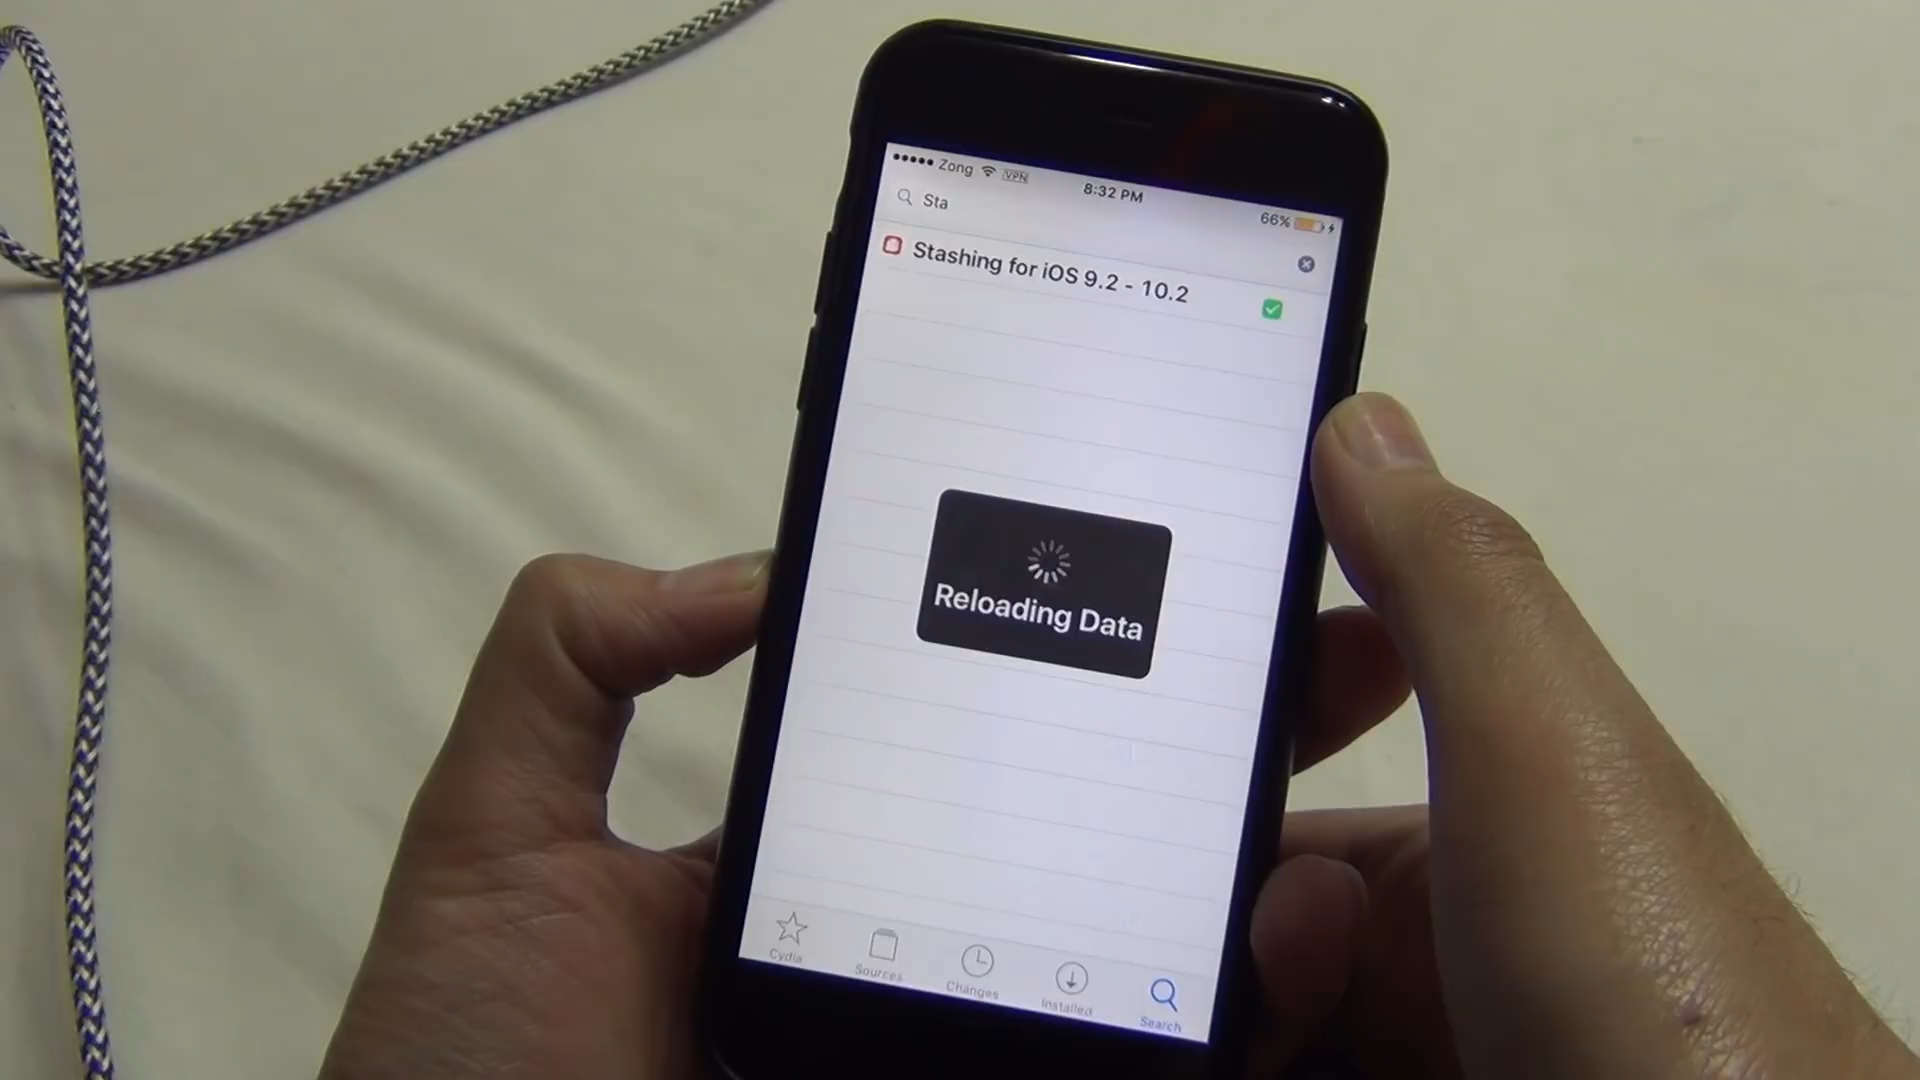 Zong VPN 8:32 PM 66%
Sta
Stashing for iOS 9.2 - 10.2
Reloading Data
Cydia Sources Changes Installed Search